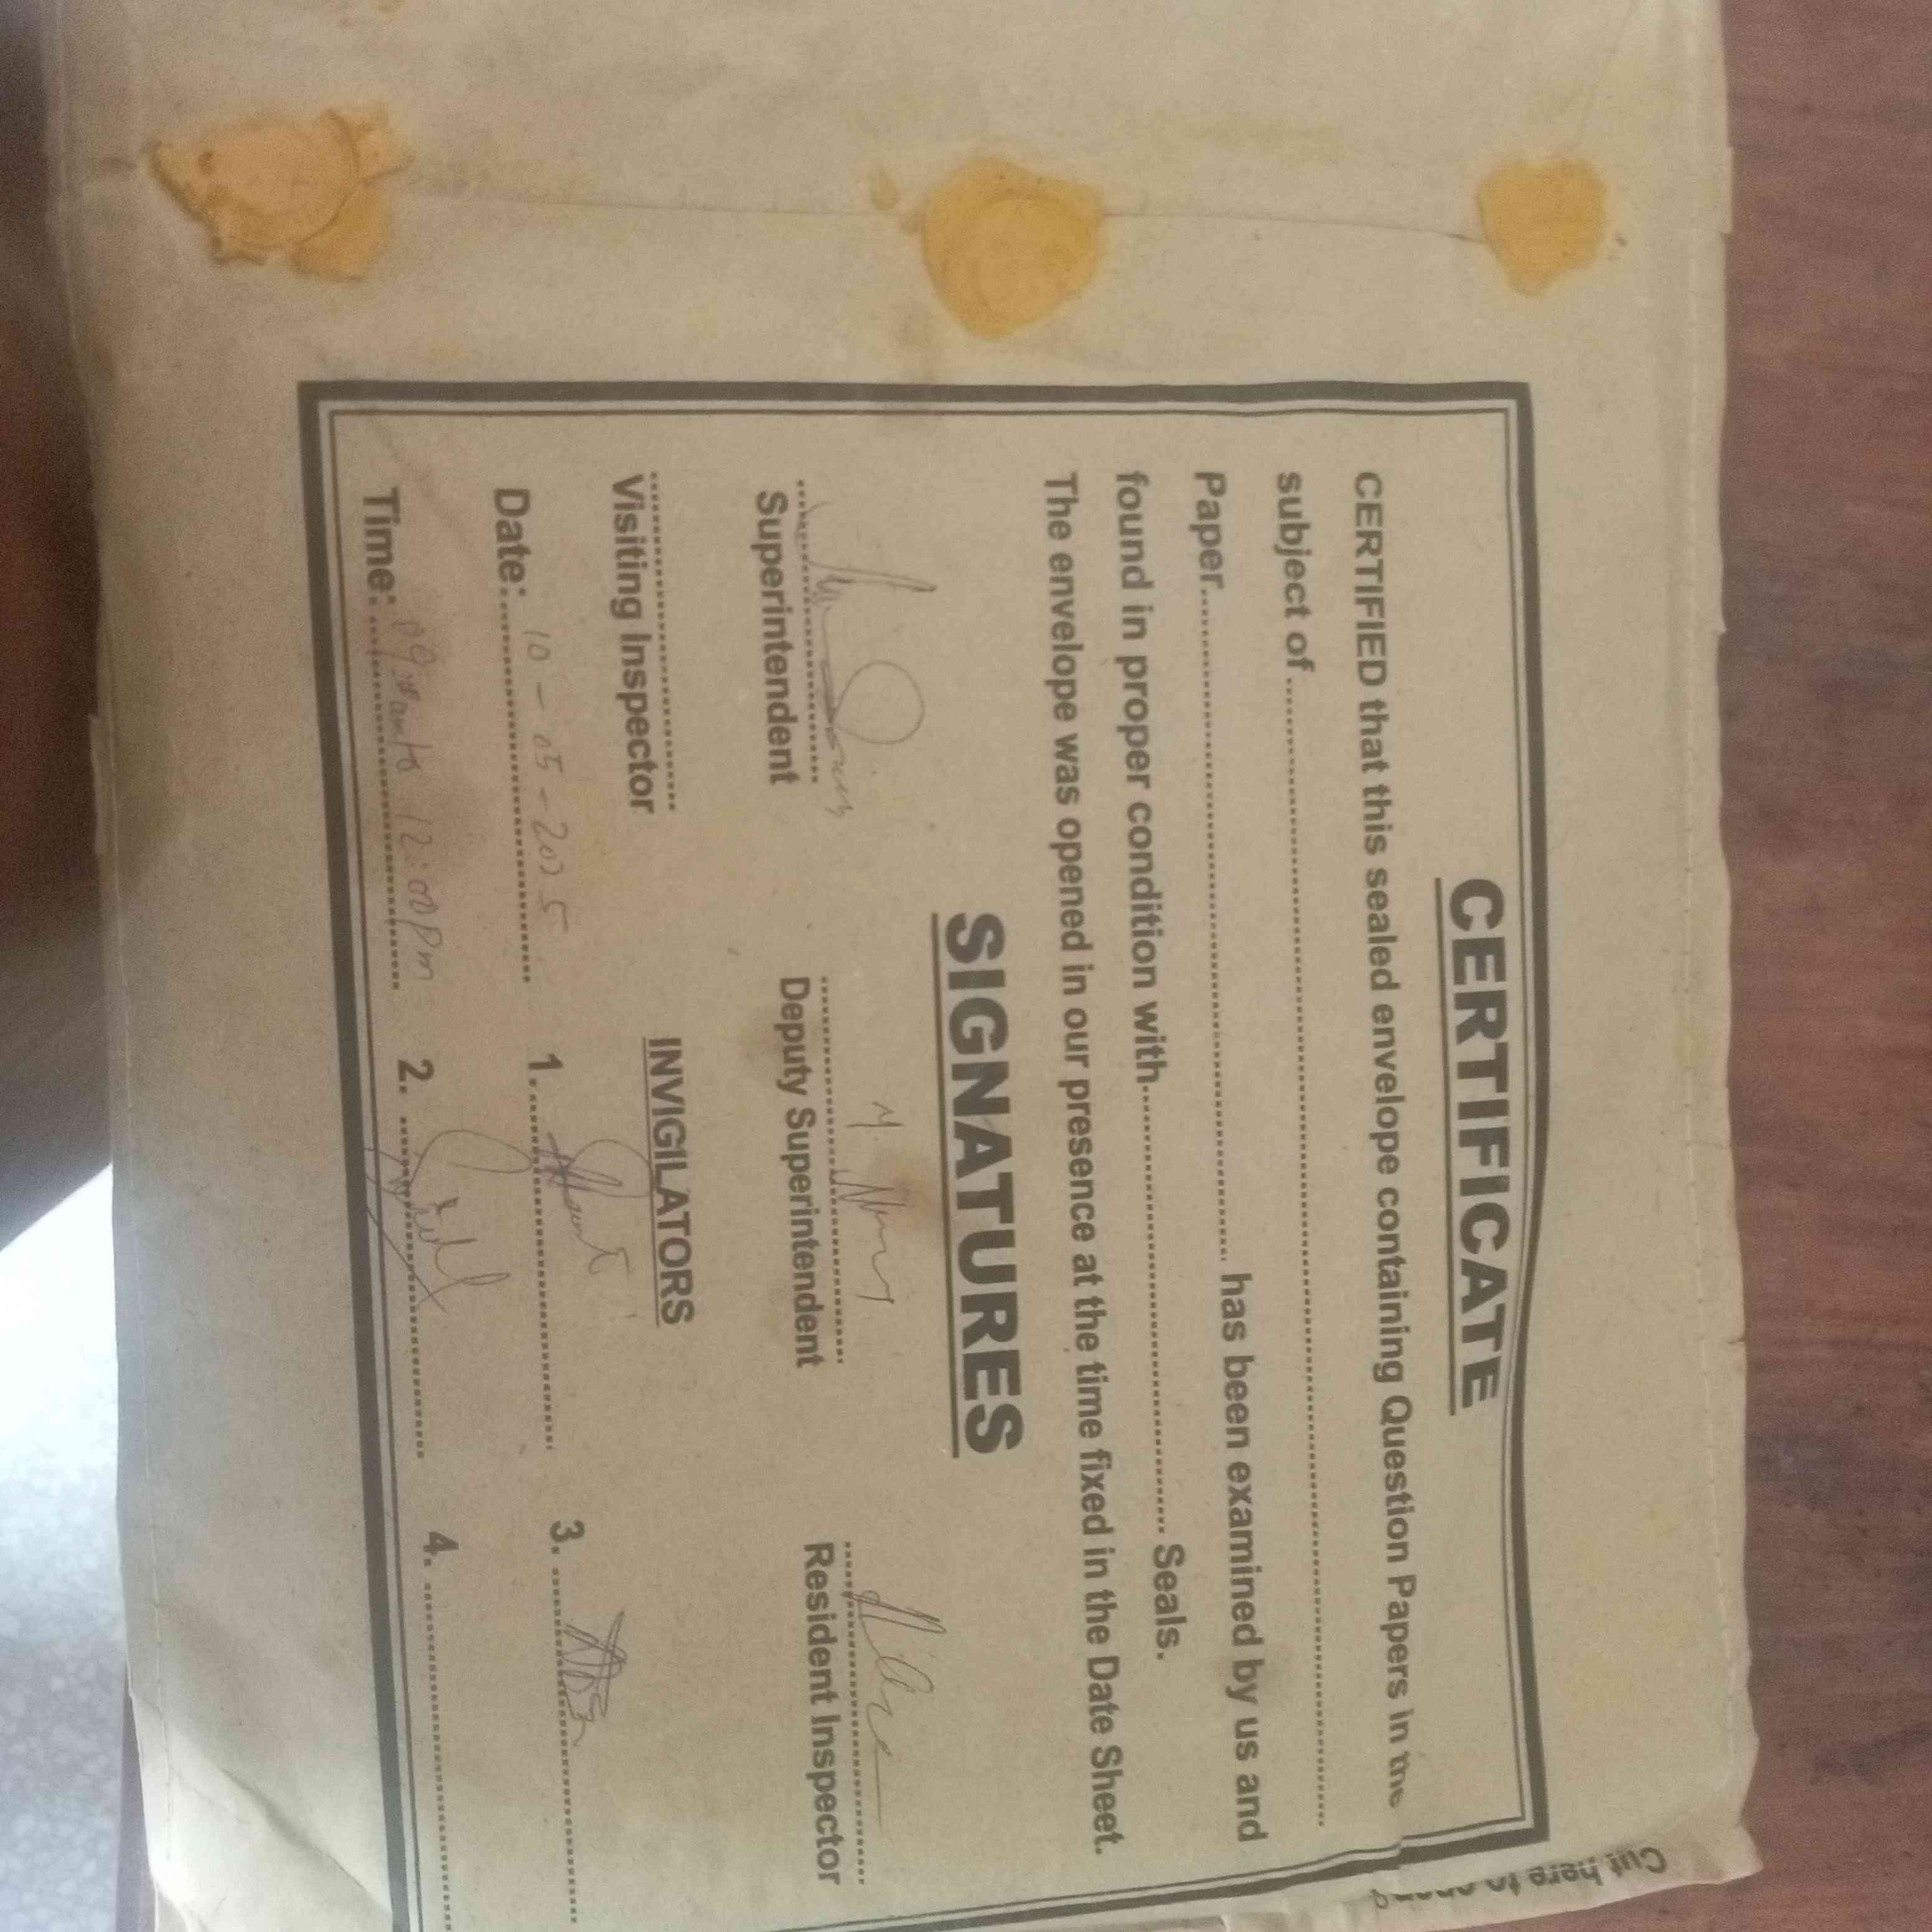 CERTIFICATE
CERTIFIED that this sealed envelope containing Question Papers in the
subject of
Paper has been examined by us and
found in proper condition with Seals.
The envelope was opened in our presence at the time fixed in the Date Sheet.
SIGNATURES
Superintendent
Deputy Superintendent
Resident Inspector
Visiting Inspector
INVIGILATORS
Date: 10-05-2025
1.
3.
Time: 12:00pm
2.
4.
Cut here to